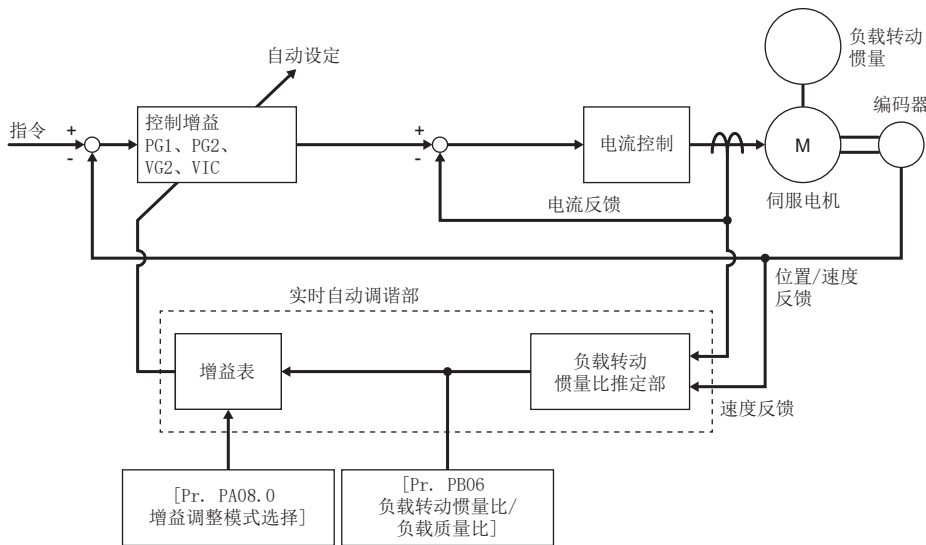 自动设定
负载转动
惯量
编码器
指令
+
-
控制增益
PG1、PG2、
VG2、VIC
+
-
电流控制
M
伺服电机
电流反馈
位置/速度
反馈
实时自动调谐部
增益表
负载转动
惯量比推定部
速度反馈
[Pr. PA08.0
增益调整模式选择]
[Pr. PB06
负载转动惯量比/
负载质量比]